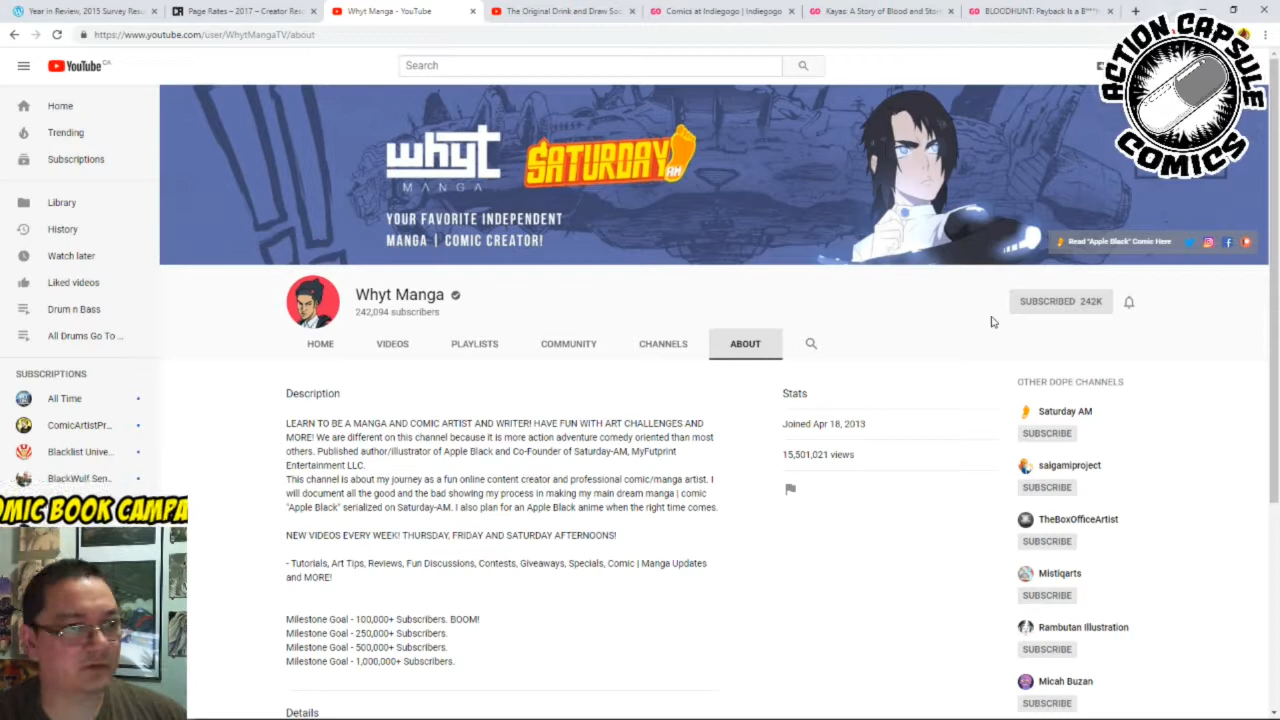 Year in Review, 2015 Survey Resu
Page Rates – 2017 – Creator Res
Whyt Manga - YouTube
The Original Drink and Draw Soc
Comics at Indiegogo | Indiegogo
Kayas: A Story of Blood and Sto
BLOODHUNT: Payback Is a B***
https://www.youtube.com/user/WhytMangaTV/about
YouTube CA
Search
ACTION CAPSULE COMICS
Home
Trending
Subscriptions
Library
History
Watch later
Liked videos
Drum n Bass
All Drums Go To ...
SUBSCRIPTIONS
All Time
ComicArtistPr...
Blacklist Unive...
BlackWulf Sen...
OMIC BOOK CAMPA
whyt
MANGA
SATURDAY AM
YOUR FAVORITE INDEPENDENT
MANGA | COMIC CREATOR!
Read "Apple Black" Comic Here
Whyt Manga
242,094 subscribers
SUBSCRIBED 242K
HOME
VIDEOS
PLAYLISTS
COMMUNITY
CHANNELS
ABOUT
Description
LEARN TO BE A MANGA AND COMIC ARTIST AND WRITER! HAVE FUN WITH ART CHALLENGES AND
MORE! We are different on this channel because it is more action adventure comedy oriented than most
others. Published author/illustrator of Apple Black and Co-Founder of Saturday-AM, MyFutprint
Entertainment LLC.
This channel is about my journey as a fun online content creator and professional comic/manga artist. I
will document all the good and the bad showing my process in making my main dream manga | comic
"Apple Black" serialized on Saturday-AM. I also plan for an Apple Black anime when the right time comes.
NEW VIDEOS EVERY WEEK! THURSDAY, FRIDAY AND SATURDAY AFTERNOONS!
- Tutorials, Art Tips, Reviews, Fun Discussions, Contests, Giveaways, Specials, Comic | Manga Updates
and MORE!
Milestone Goal - 100,000+ Subscribers. BOOM!
Milestone Goal - 250,000+ Subscribers.
Milestone Goal - 500,000+ Subscribers.
Milestone Goal - 1,000,000+ Subscribers.
Details
Stats
Joined Apr 18, 2013
15,501,021 views
OTHER DOPE CHANNELS
Saturday AM
SUBSCRIBE
saigamiproject
SUBSCRIBE
TheBoxOfficeArtist
SUBSCRIBE
Mistiqarts
SUBSCRIBE
Rambutan Illustration
SUBSCRIBE
Micah Buzan
SUBSCRIBE